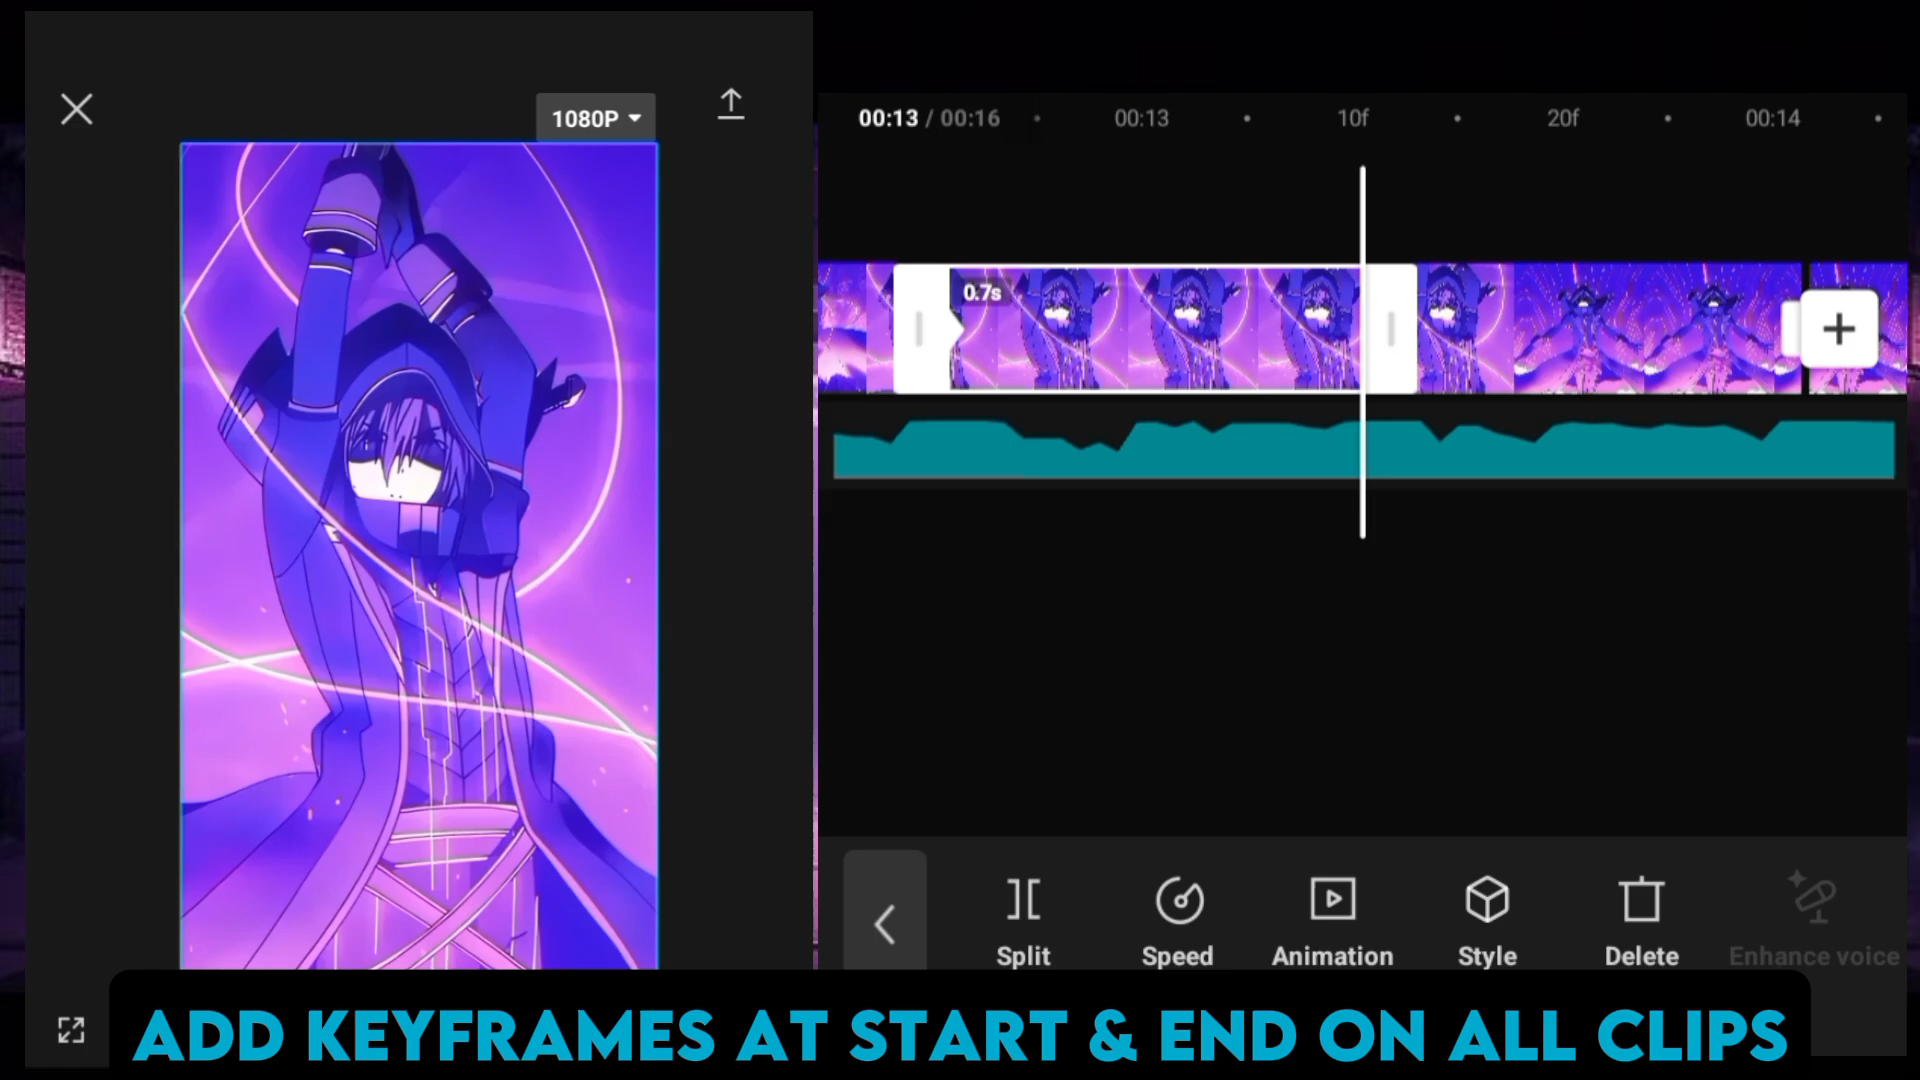 1080P
00:13 / 00:16
00:13
10f
20f
00:14
0.7s
Split
Speed
Animation
Style
Delete
Enhance voice
ADD KEYFRAMES AT START & END ON ALL CLIPS